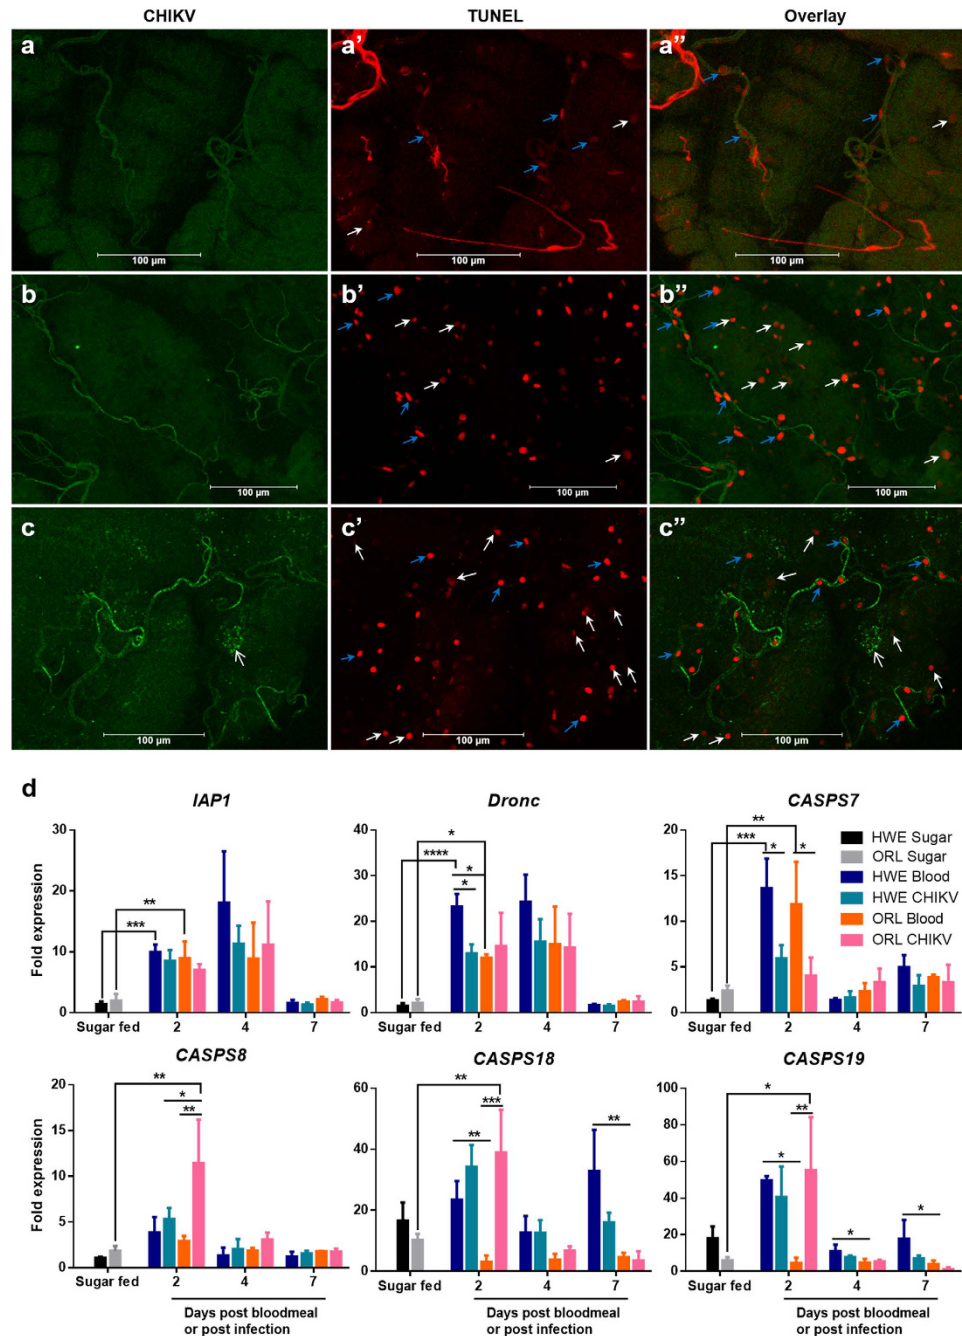 CHIKV TUNEL Overlay
a a' a"
100 µm
b b' b"
100 µm 100 µm 100 µm
c c' c"
100 µm 100 µm 100 µm
d
IAP1 Dronc CASPS7
Fold expression
30
20
10
0
*** **
Sugar fed 2 4 7
40
30
20
10
0
**** * * *
Sugar fed 2 4 7
20
15
10
5
0
*** ** * *
Sugar fed 2 4 7
HWE Sugar
ORL Sugar
HWE Blood
HWE CHIKV
ORL Blood
ORL CHIKV
CASPS8 CASPS18 CASPS19
Fold expression
20
15
10
5
0
** * **
Sugar fed 2 4 7
Days post bloodmeal
or post infection
60
40
20
0
** *** ** **
Sugar fed 2 4 7
Days post bloodmeal
or post infection
100
80
60
40
20
0
* ** * * *
Sugar fed 2 4 7
Days post bloodmeal
or post infection